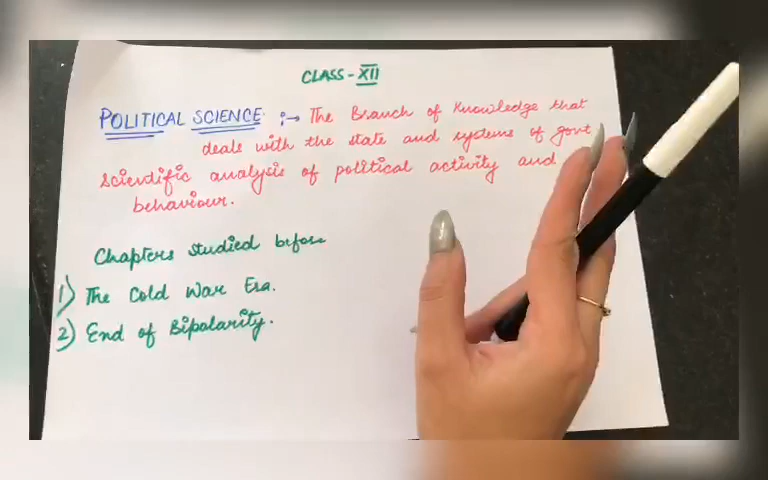 CLASS - XII
POLITICAL SCIENCE :→ The Branch of Knowledge that
deals with the state and systems of govt
scientific analysis of political activity and
behaviour.
Chapters studied before
1) The Cold War Era.
2) End of Bipolarity.